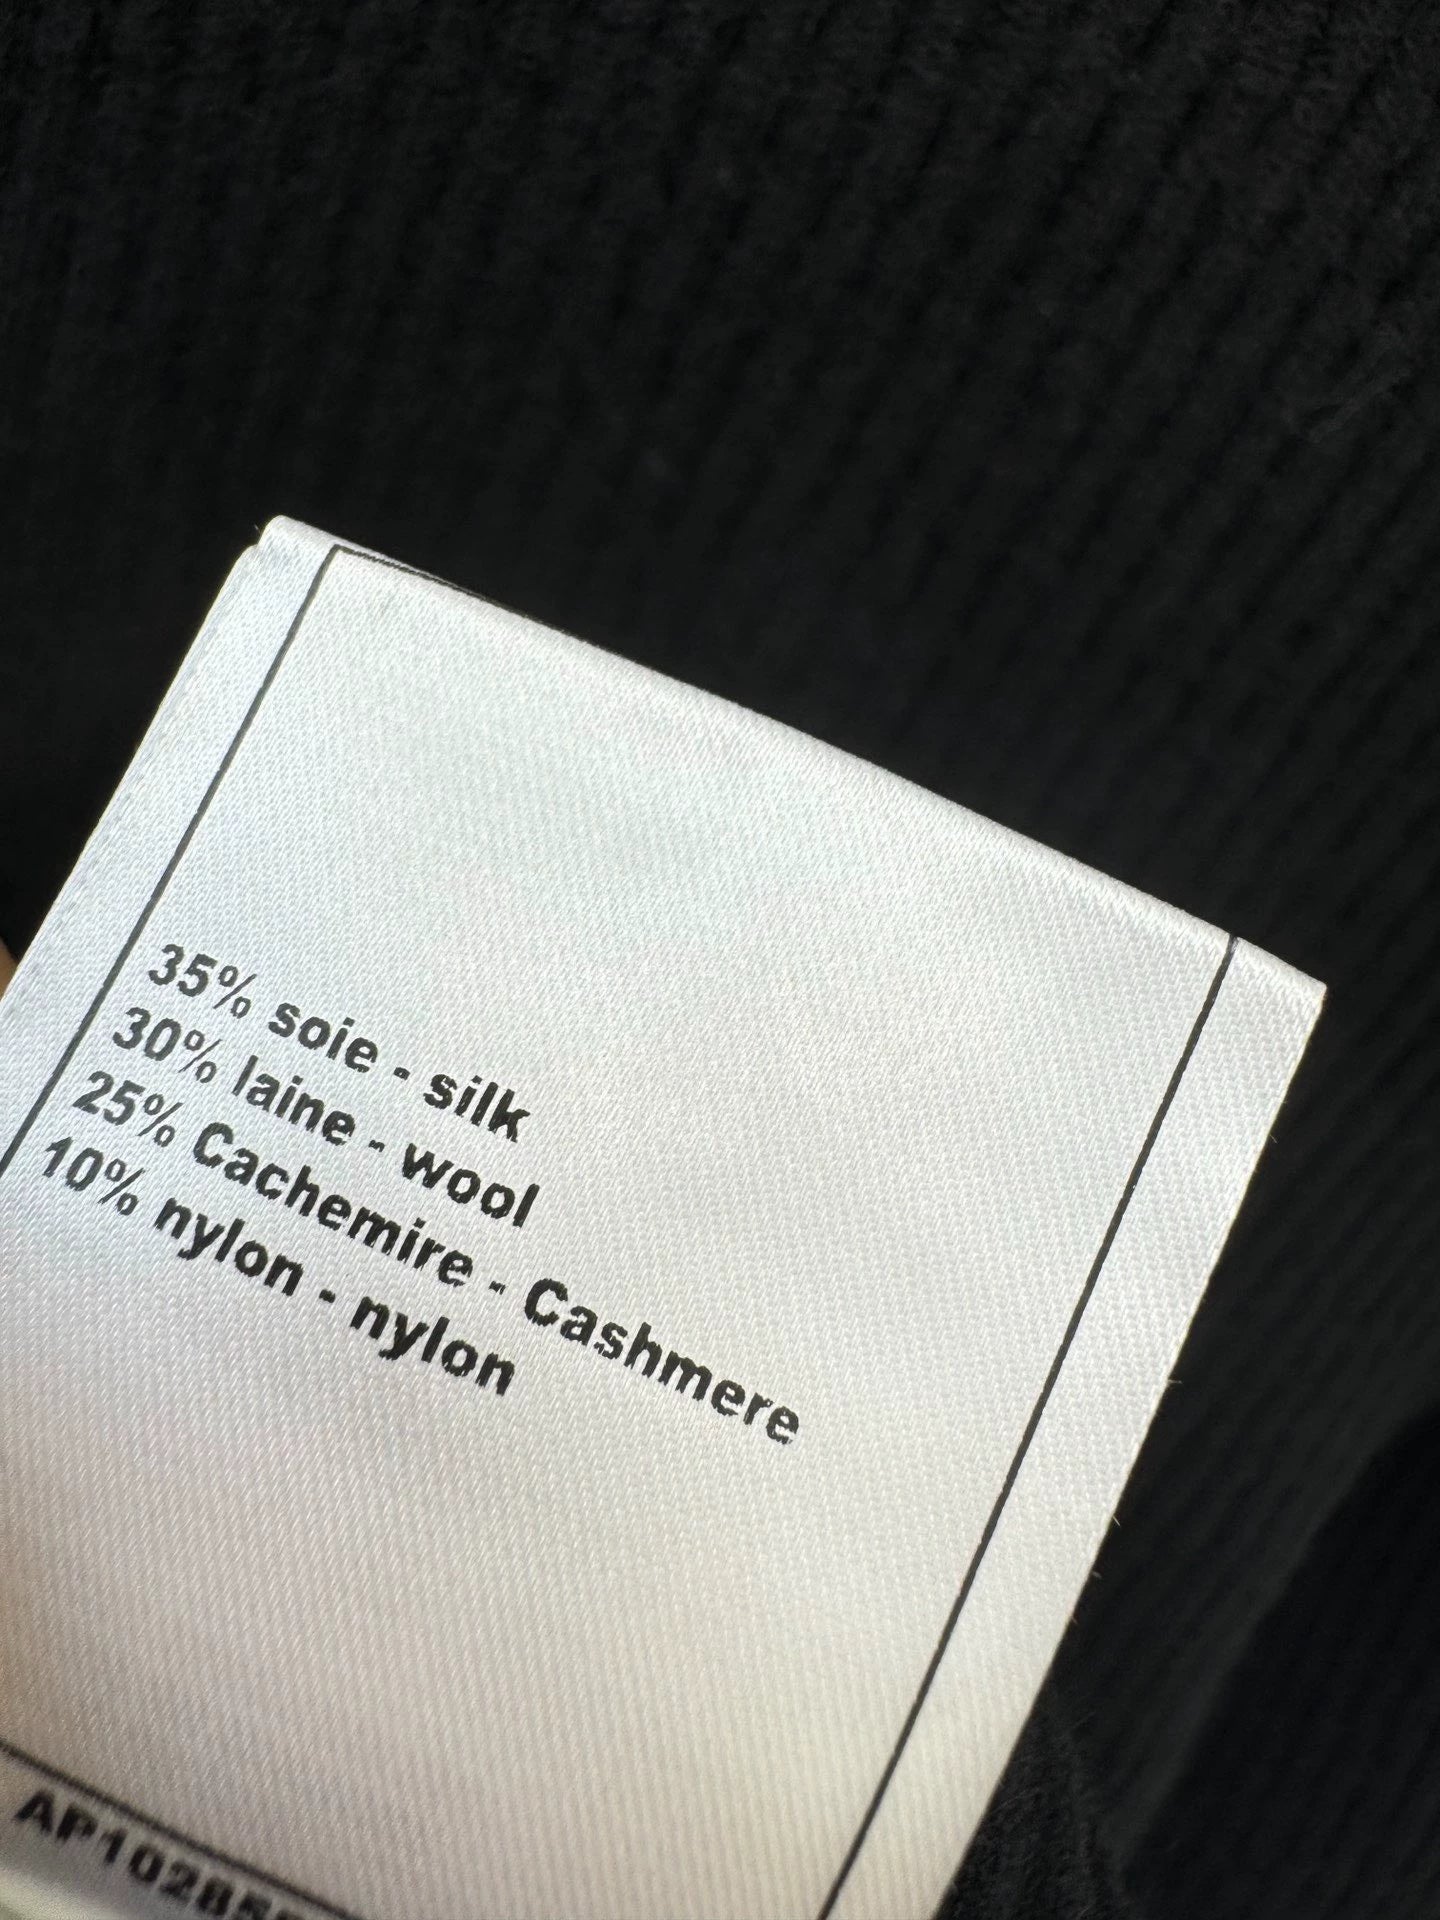 35% soie - silk
30% laine - wool
25% Cachemire - Cashmere
10% nylon - nylon